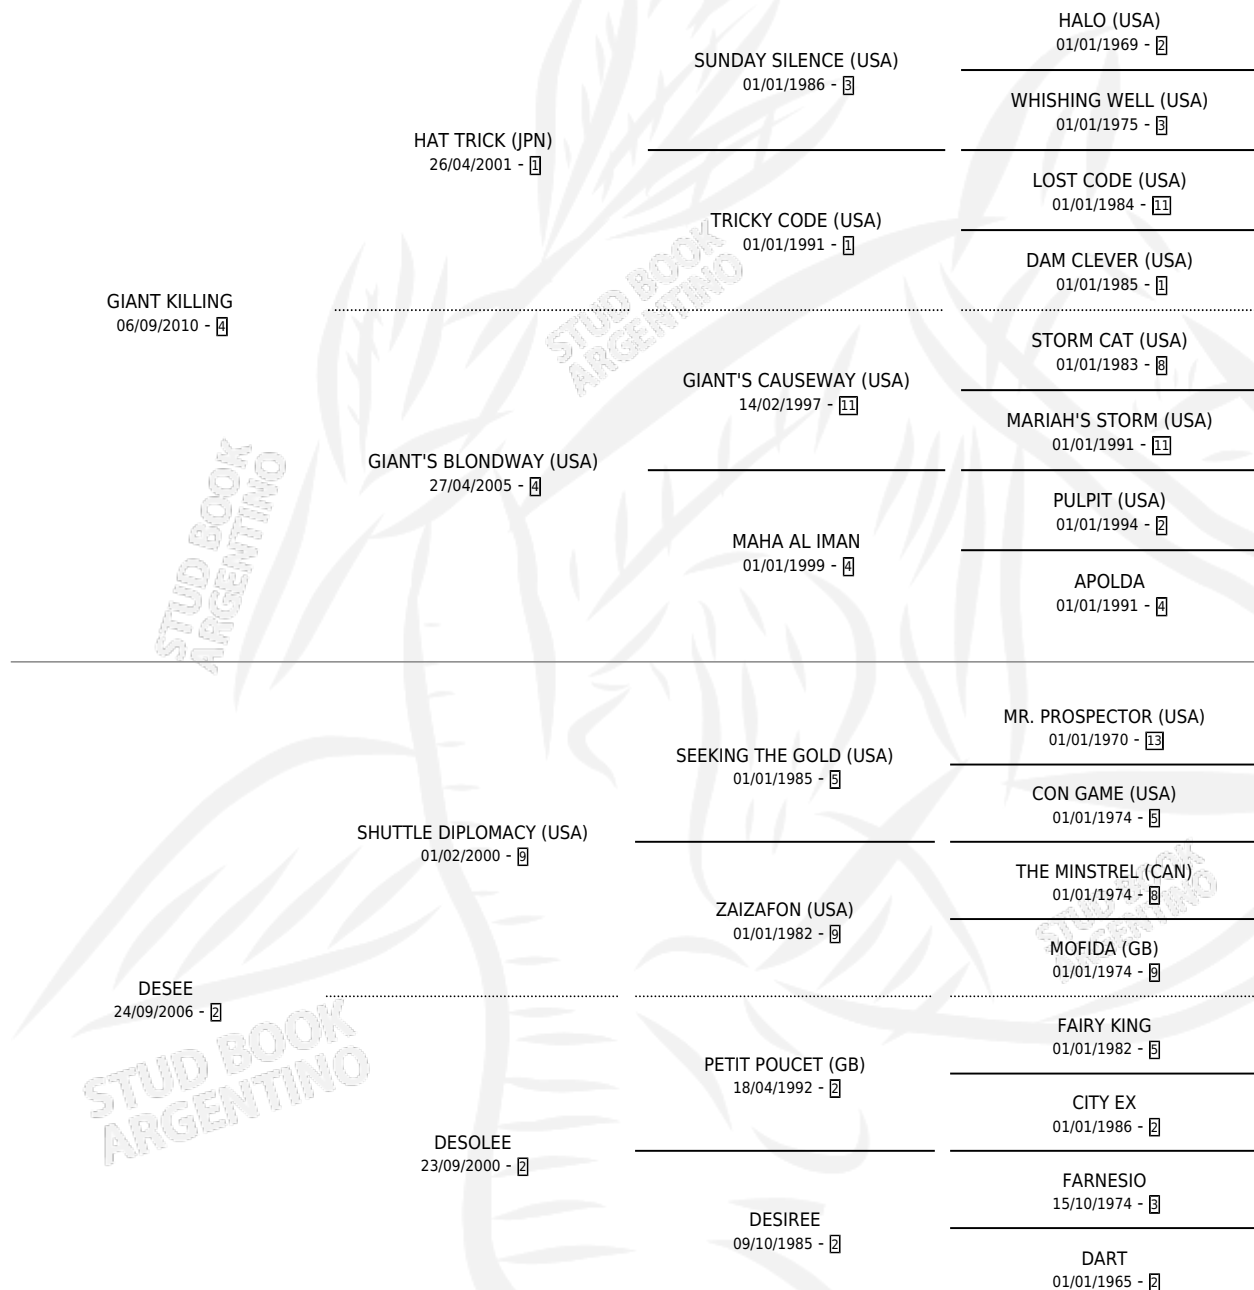 HALO (USA)
01/01/1969 - 2
SUNDAY SILENCE (USA)
01/01/1986 - 3
WHISHING WELL (USA)
01/01/1975 - 3
HAT TRICK (JPN)
26/04/2001 - 1
LOST CODE (USA)
01/01/1984 - 11
TRICKY CODE (USA)
01/01/1991 - 1
DAM CLEVER (USA)
01/01/1985 - 1
GIANT KILLING
06/09/2010 - 4
STUD BOOK
ARGENTINO
STORM CAT (USA)
01/01/1983 - 8
GIANT'S CAUSEWAY (USA)
14/02/1997 - 11
MARIAH'S STORM (USA)
01/01/1991 - 11
GIANT'S BLONDWAY (USA)
27/04/2005 - 4
PULPIT (USA)
01/01/1994 - 2
MAHA AL IMAN
01/01/1999 - 4
APOLDA
01/01/1991 - 4
STUD BOOK
ARGENTINO
MR. PROSPECTOR (USA)
01/01/1970 - 13
SEEKING THE GOLD (USA)
01/01/1985 - 5
CON GAME (USA)
01/01/1974 - 5
SHUTTLE DIPLOMACY (USA)
01/02/2000 - 9
THE MINSTREL (CAN)
01/01/1974 - 8
ZAIZAFON (USA)
01/01/1982 - 9
STUD BOOK
ARGENTINO
MOFIDA (GB)
01/01/1974 - 9
DESEE
24/09/2006 - 2
FAIRY KING
01/01/1982 - 5
PETIT POUCET (GB)
18/04/1992 - 2
CITY EX
01/01/1986 - 2
STUD BOOK
ARGENTINO
DESOLEE
23/09/2000 - 2
FARNESIO
15/10/1974 - 3
DESIREE
09/10/1985 - 2
DART
01/01/1965 - 2